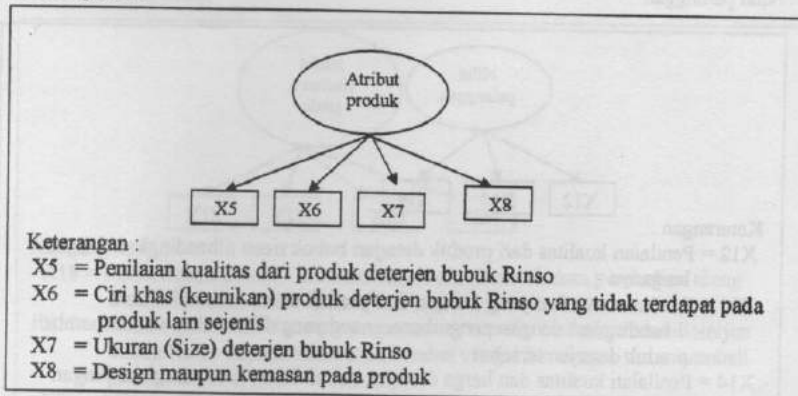 Atribut
produk
X5 X6 X7 X8
Keterangan :
X5 = Penilaian kualitas dari produk deterjen bubuk Rinso
X6 = Ciri khas (keunikan) produk deterjen bubuk Rinso yang tidak terdapat pada
produk lain sejenis
X7 = Ukuran (Size) deterjen bubuk Rinso
X8 = Design maupun kemasan pada produk